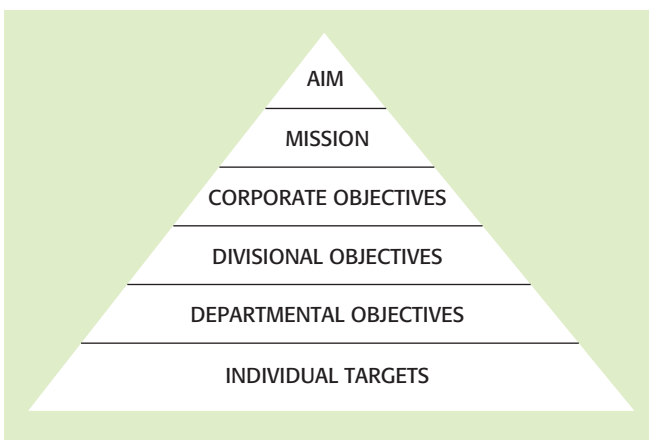 AIM
MISSION
CORPORATE OBJECTIVES
DIVISIONAL OBJECTIVES
DEPARTMENTAL OBJECTIVES
INDIVIDUAL TARGETS